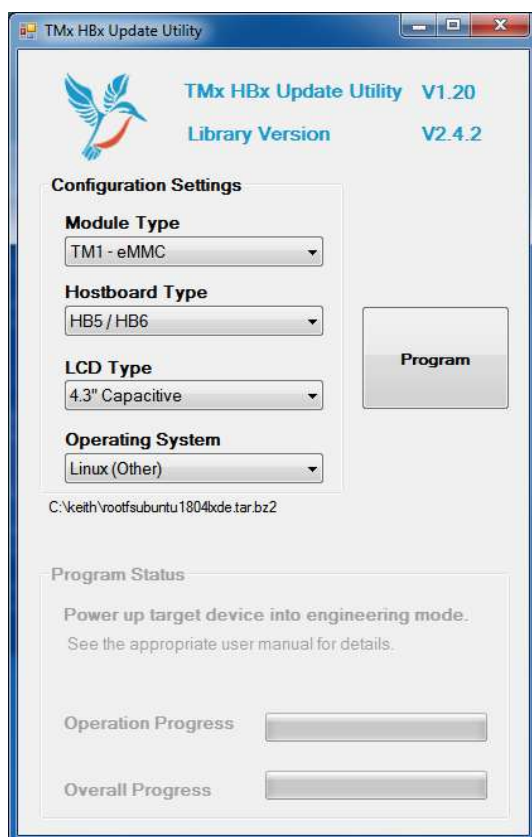 TMx HBx Update Utility
TMx HBx Update Utility V1.20
Library Version V2.4.2
Configuration Settings
Module Type
TM1 - eMMC
Hostboard Type
HB5 / HB6
Program
LCD Type
4.3" Capacitive
Operating System
Linux (Other)
C:\keith\rootfsubuntu1804lxde.tar.bz2
Program Status
Power up target device into engineering mode.
See the appropriate user manual for details.
Operation Progress
Overall Progress